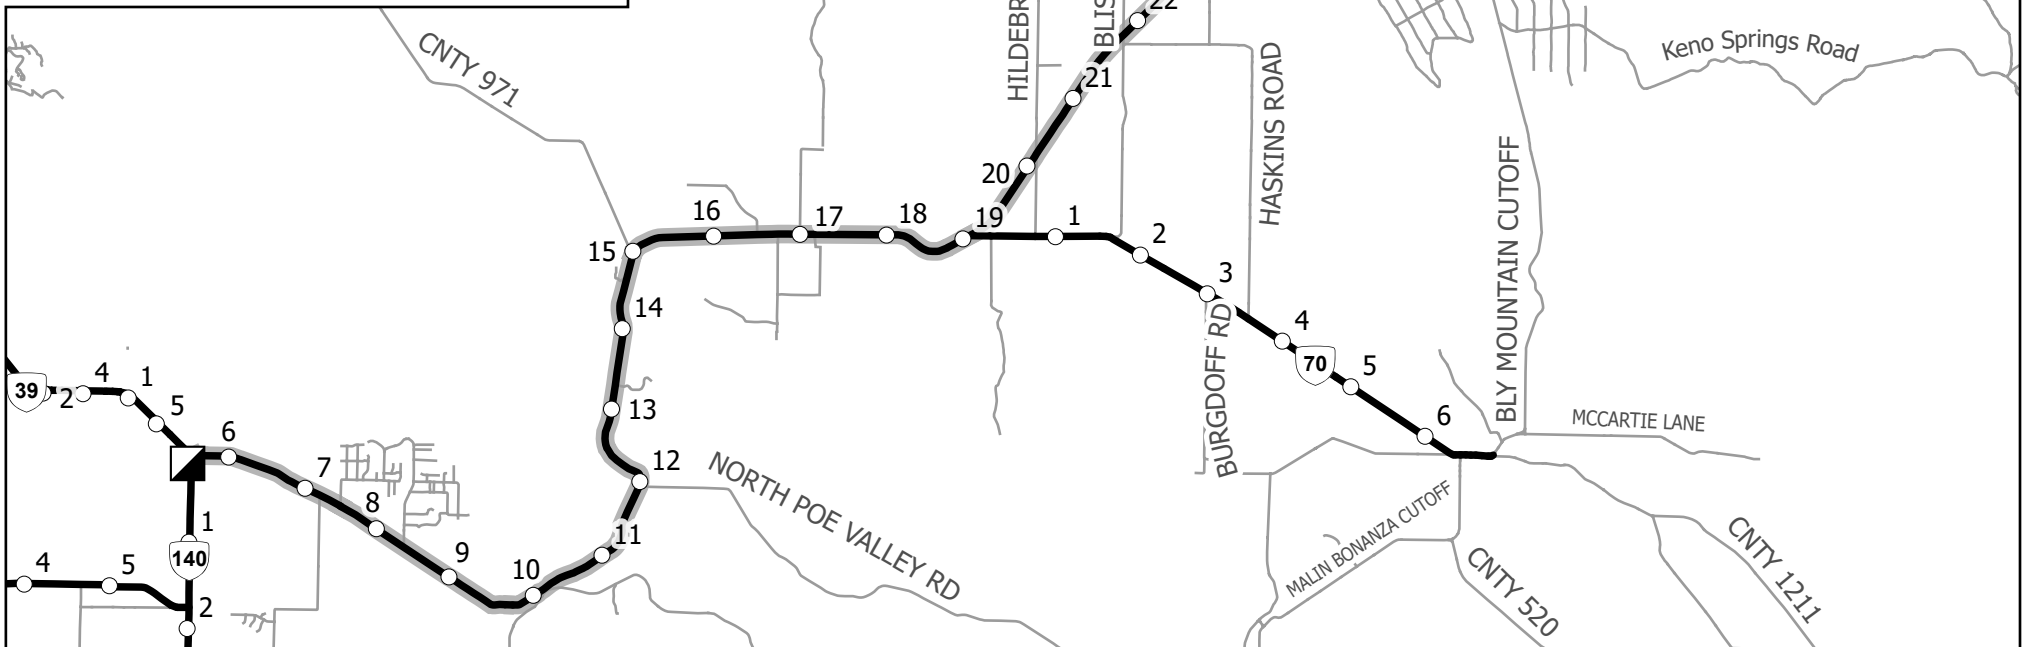 22
HILDEBR
BLIS
CNTY 971
Keno Springs Road
21
HASKINS ROAD
20
BLY MOUNTAIN CUTOFF
16
17
18
19
1
2
15
3
14
4
70
5
BURGDOFF RD
39
2
4
1
5
6
13
6
MCCARTIE LANE
7
12
NORTH POE VALLEY RD
8
MALIN BONANZA CUTOFF
1
11
140
9
10
4
5
2
CNTY 520
CNTY 1211